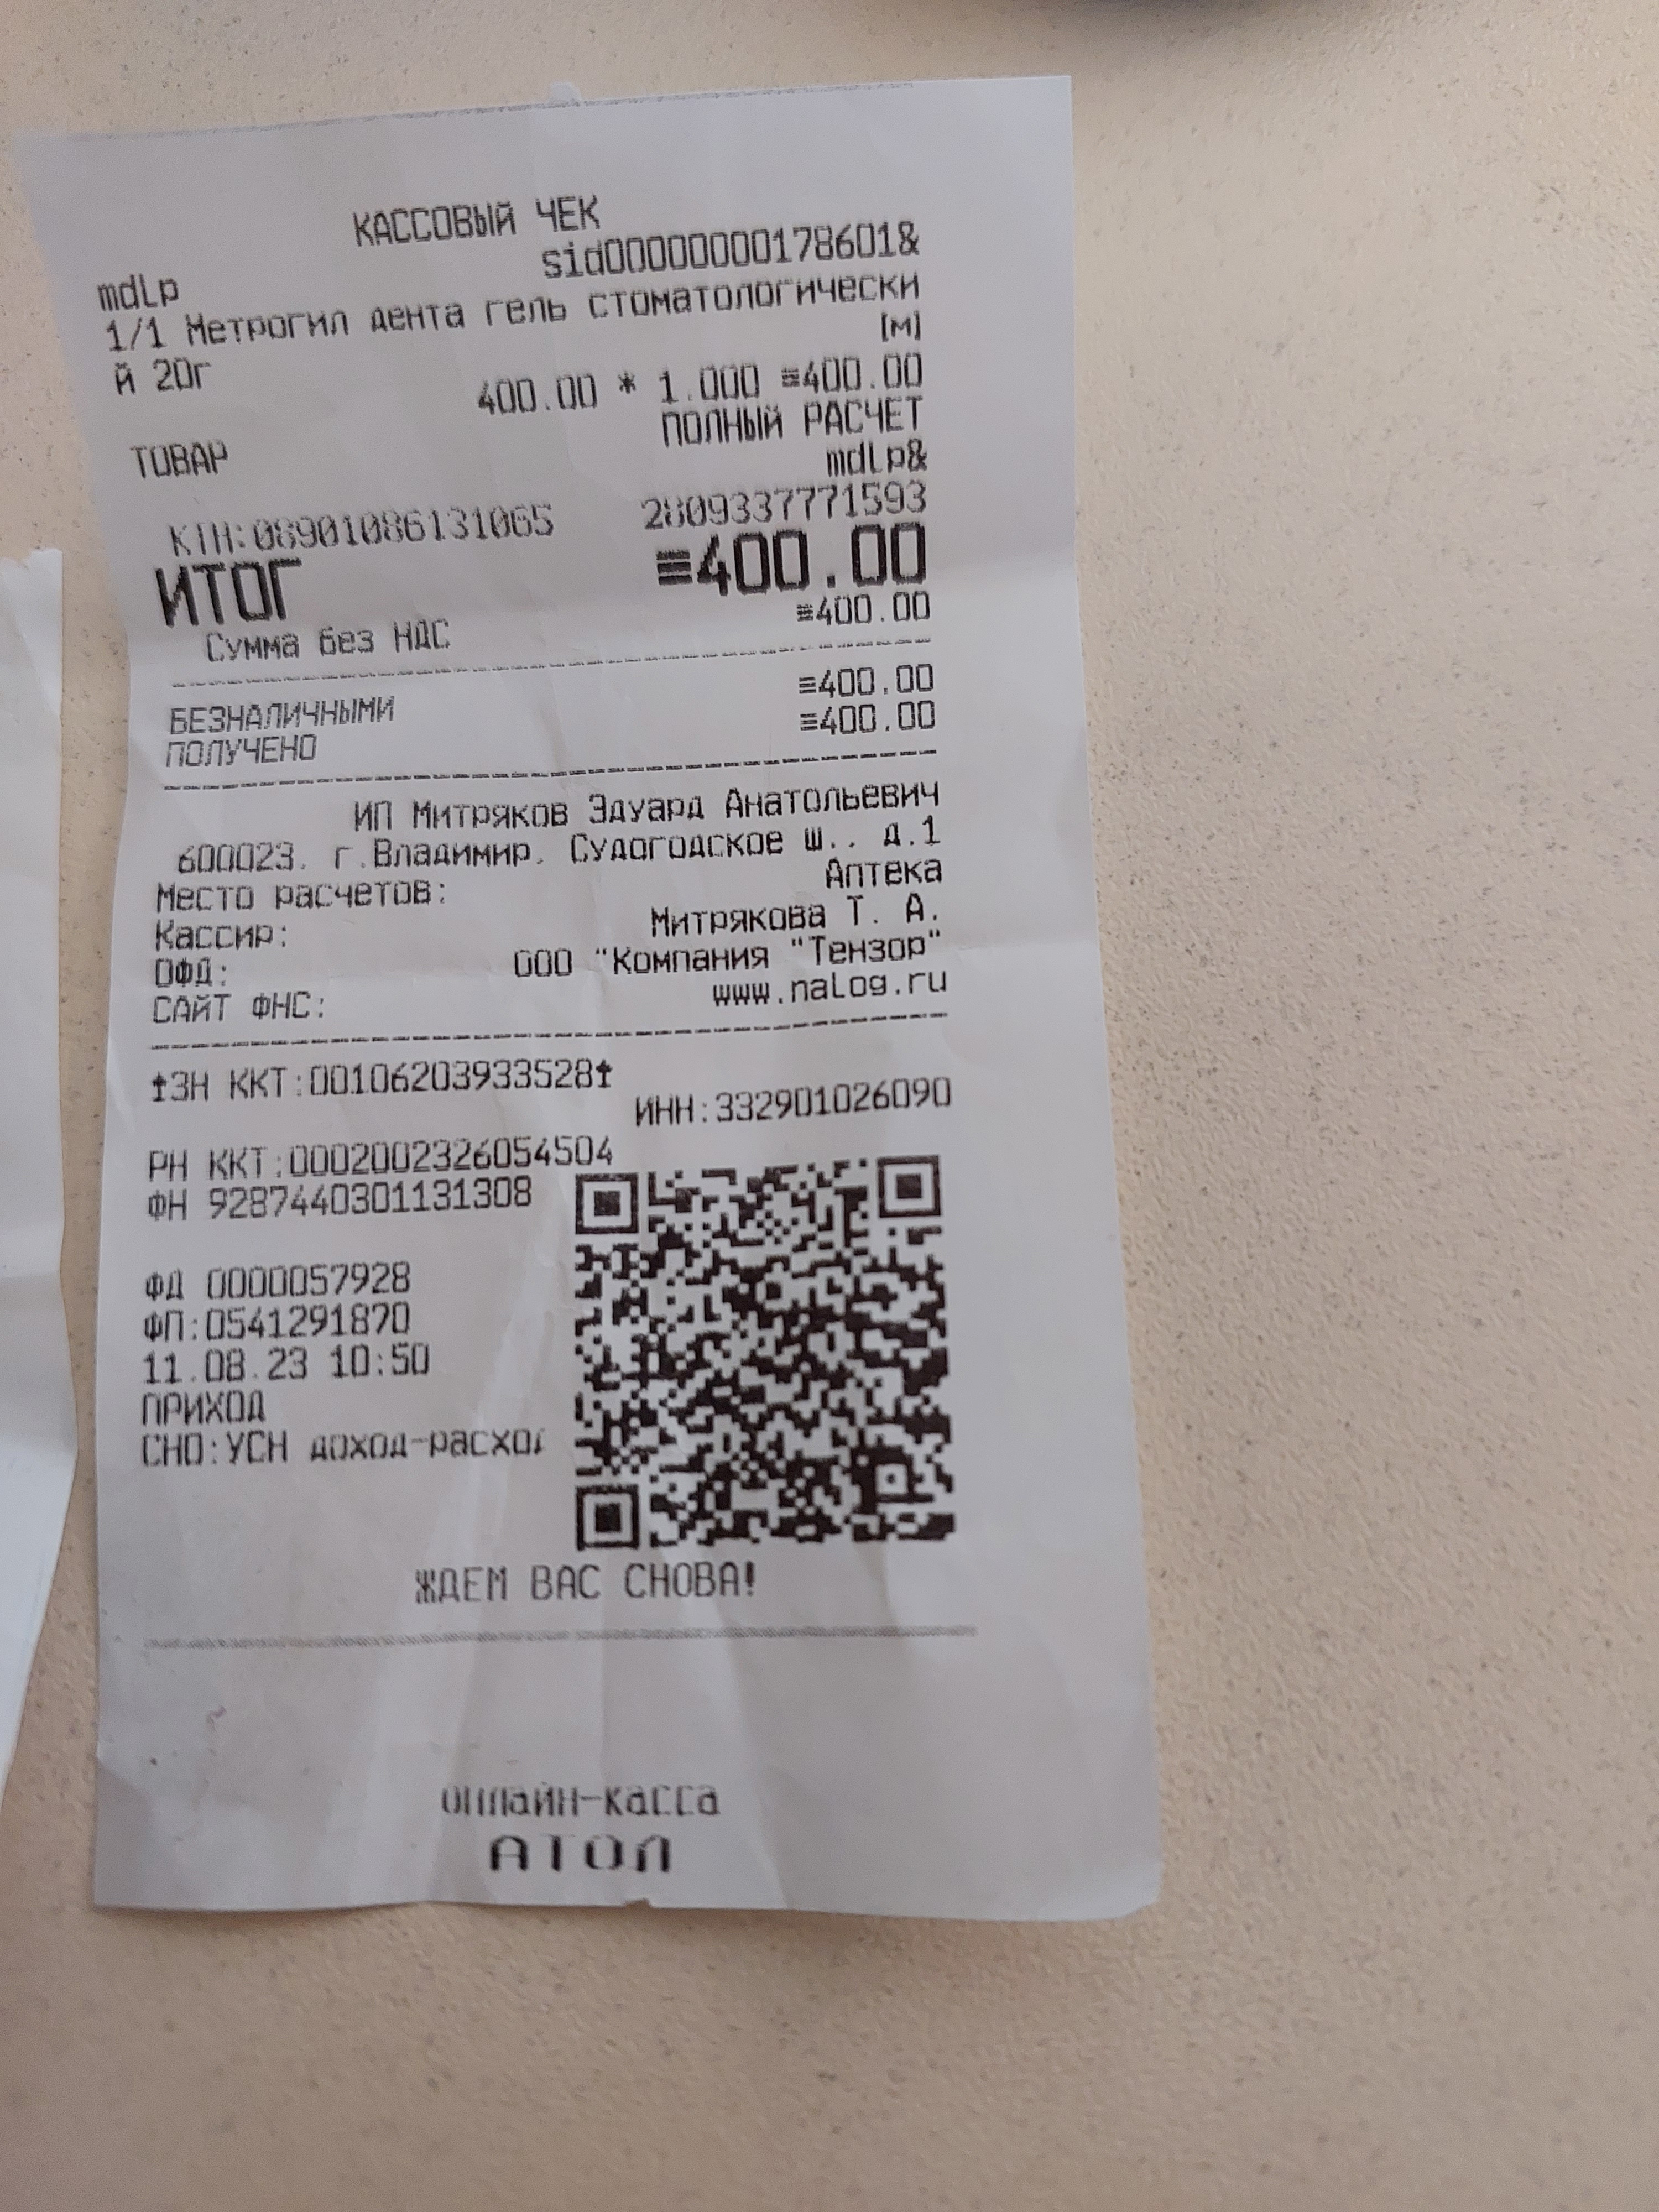 КАССОВЫЙ ЧЕК
mdlp sid00000000178601&
1/1 Метрогил дента гель стоматологически
й 20г [м]
400.00 * 1.000 ≡400.00
ТОВАР ПОЛНЫЙ РАСЧЕТ
mdlp&
КТН:08901086131065 2809337771593
ИТОГ ≡400.00
Сумма без НДС ≡400.00
БЕЗНАЛИЧНЫМИ ≡400.00
ПОЛУЧЕНО ≡400.00
ИП Митряков Эдуард Анатольевич
600023, г.Владимир, Судогодское ш., д.1
Место расчетов: Аптека
Кассир: Митрякова Т. А.
ОФД: ООО "Компания "Тензор"
САЙТ ФНС: www.nalog.ru
ЗН ККТ:00106203933528
ИНН:332901026090
РН ККТ:0002002326054504
ФН 9287440301131308
ФД 0000057928
ФП:0541291870
11.08.23 10:50
ПРИХОД
СНО:УСН доход-расход
ЖДЕМ ВАС СНОВА!
онлайн-касса
АТОЛ